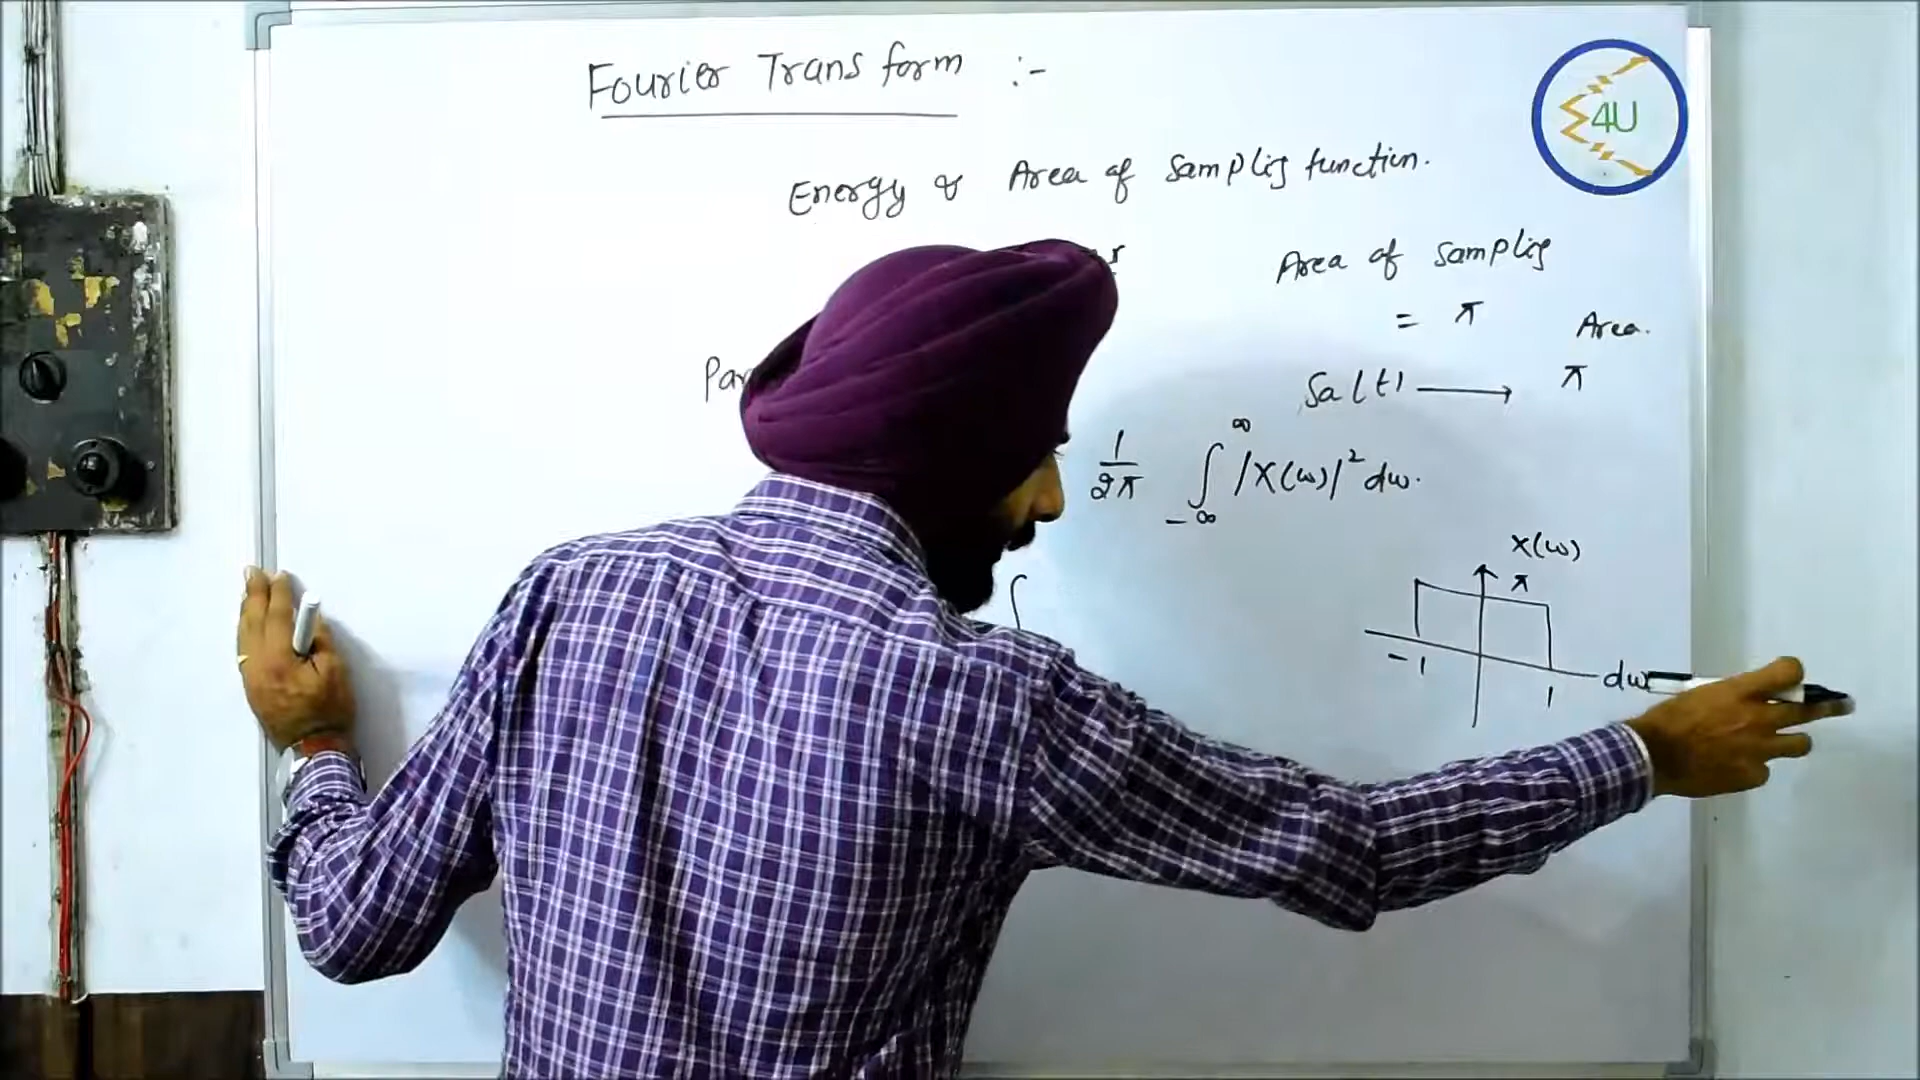 Fourier Transform :-
4U
Energy & Area of Sampling function.
Area of Sampling
= π
Area.
Sa(t) ⟶ π
1/2π ∫ -∞ ∞ |X(ω)|² dω.
∫
X(ω)
π
-1 1 dω